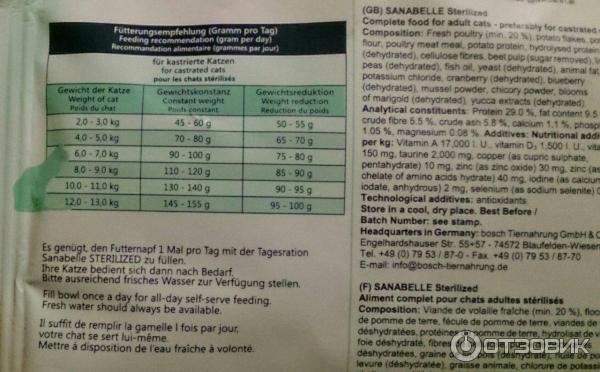 Fütterungsempfehlung (Gramm pro Tag)
Feeding recommendation (gram per day)
Recommandation alimentaire (grammes par jour)
für kastrierte Katzen
for castrated cats
pour les chats stérilisés
Gewicht der Katze Gewichtskonstanz Gewichtsreduktion
Weight of cat Constant weight Weight reduction
Poids du chat Poids constant Réduction du poids
2,0 - 3,0 kg 45 - 60 g 50 - 55 g
4,0 - 5,0 kg 70 - 80 g 65 - 70 g
6,0 - 7,0 kg 90 - 100 g 75 - 80 g
8,0 - 9,0 kg 110 - 120 g 85 - 90 g
10,0 - 11,0 kg 130 - 140 g 90 - 95 g
12,0 - 13,0 kg 145 - 155 g 95 - 100 g
Es genügt, den Futternapf 1 Mal pro Tag mit der Tagesration
Sanabelle STERILIZED zu füllen.
Ihre Katze bedient sich dann nach Bedarf.
Bitte ausreichend frisches Wasser zur Verfügung stellen.
Fill bowl once a day for all-day self-serve feeding.
Fresh water should always be available.
Il suffit de remplir la gamelle 1 fois par jour,
votre chat se sert lui-même.
Mettre à disposition de l'eau fraîche à volonté.
(GB) SANABELLE Sterilized
Complete food for adult cats - preferably for castrated
Composition: Fresh poultry (min. 20 %), potato flakes,
flour, poultry meat meal, potato protein, hydrolysed protein
(dehydrated), cellulose fibres, beet pulp (sugar removed),
peas (dehydrated), fish oil, yeast (dehydrated), animal fat,
potassium chloride, cranberry (dehydrated), blueberry
(dehydrated), mussel powder, chicory powder, blooms
of marigold (dehydrated), yucca extracts (dehydrated).
Analytical constituents: Protein 29.0 %, fat content 9.5
crude fibre 5.5 %, crude ash 5.8 %, calcium 1.1 %,
1.05 %, magnesium 0.08 %. Additives: Nutritional
per kg: Vitamin A 17,000 I. U., vitamin D₃ 1,500 I. U.,
150 mg, taurine 2,000 mg, copper (as cupric sulphate,
pentahydrate) 10 mg, zinc (as zinc oxide) 30 mg, zinc (as
chelate of amino acids hydrate) 40 mg, iodine (as calcium
iodate, anhydrous) 2 mg, selenium (as sodium selenite)
Technological additives: antioxidants.
Store in a cool, dry place. Best Before /
Batch Number: see stamp.
Headquarters in Germany: bosch Tiernahrung GmbH &
Engelhardshauser Str. 55+57 - 74572 Blaufelden-Wiesen
Tel. +49 (0) 79 53 / 87-0 - Fax. +49 (0) 79 53 / 87-70
E-mail: info@bosch-tiernahrung.de
(F) SANABELLE Sterilized
Aliment complet pour chats adultes stérilisés
Composition: Viande de volaille fraîche (min. 20 %),
de pomme de terre, fécule de pomme de terre, viandes de
déshydratées, protéines de pomme de terre, hydrolisat de
foie déshydraté,
déshydratées, graine
levure (déshydratée), graisse animale, chlorure de
ОТЗОВИК